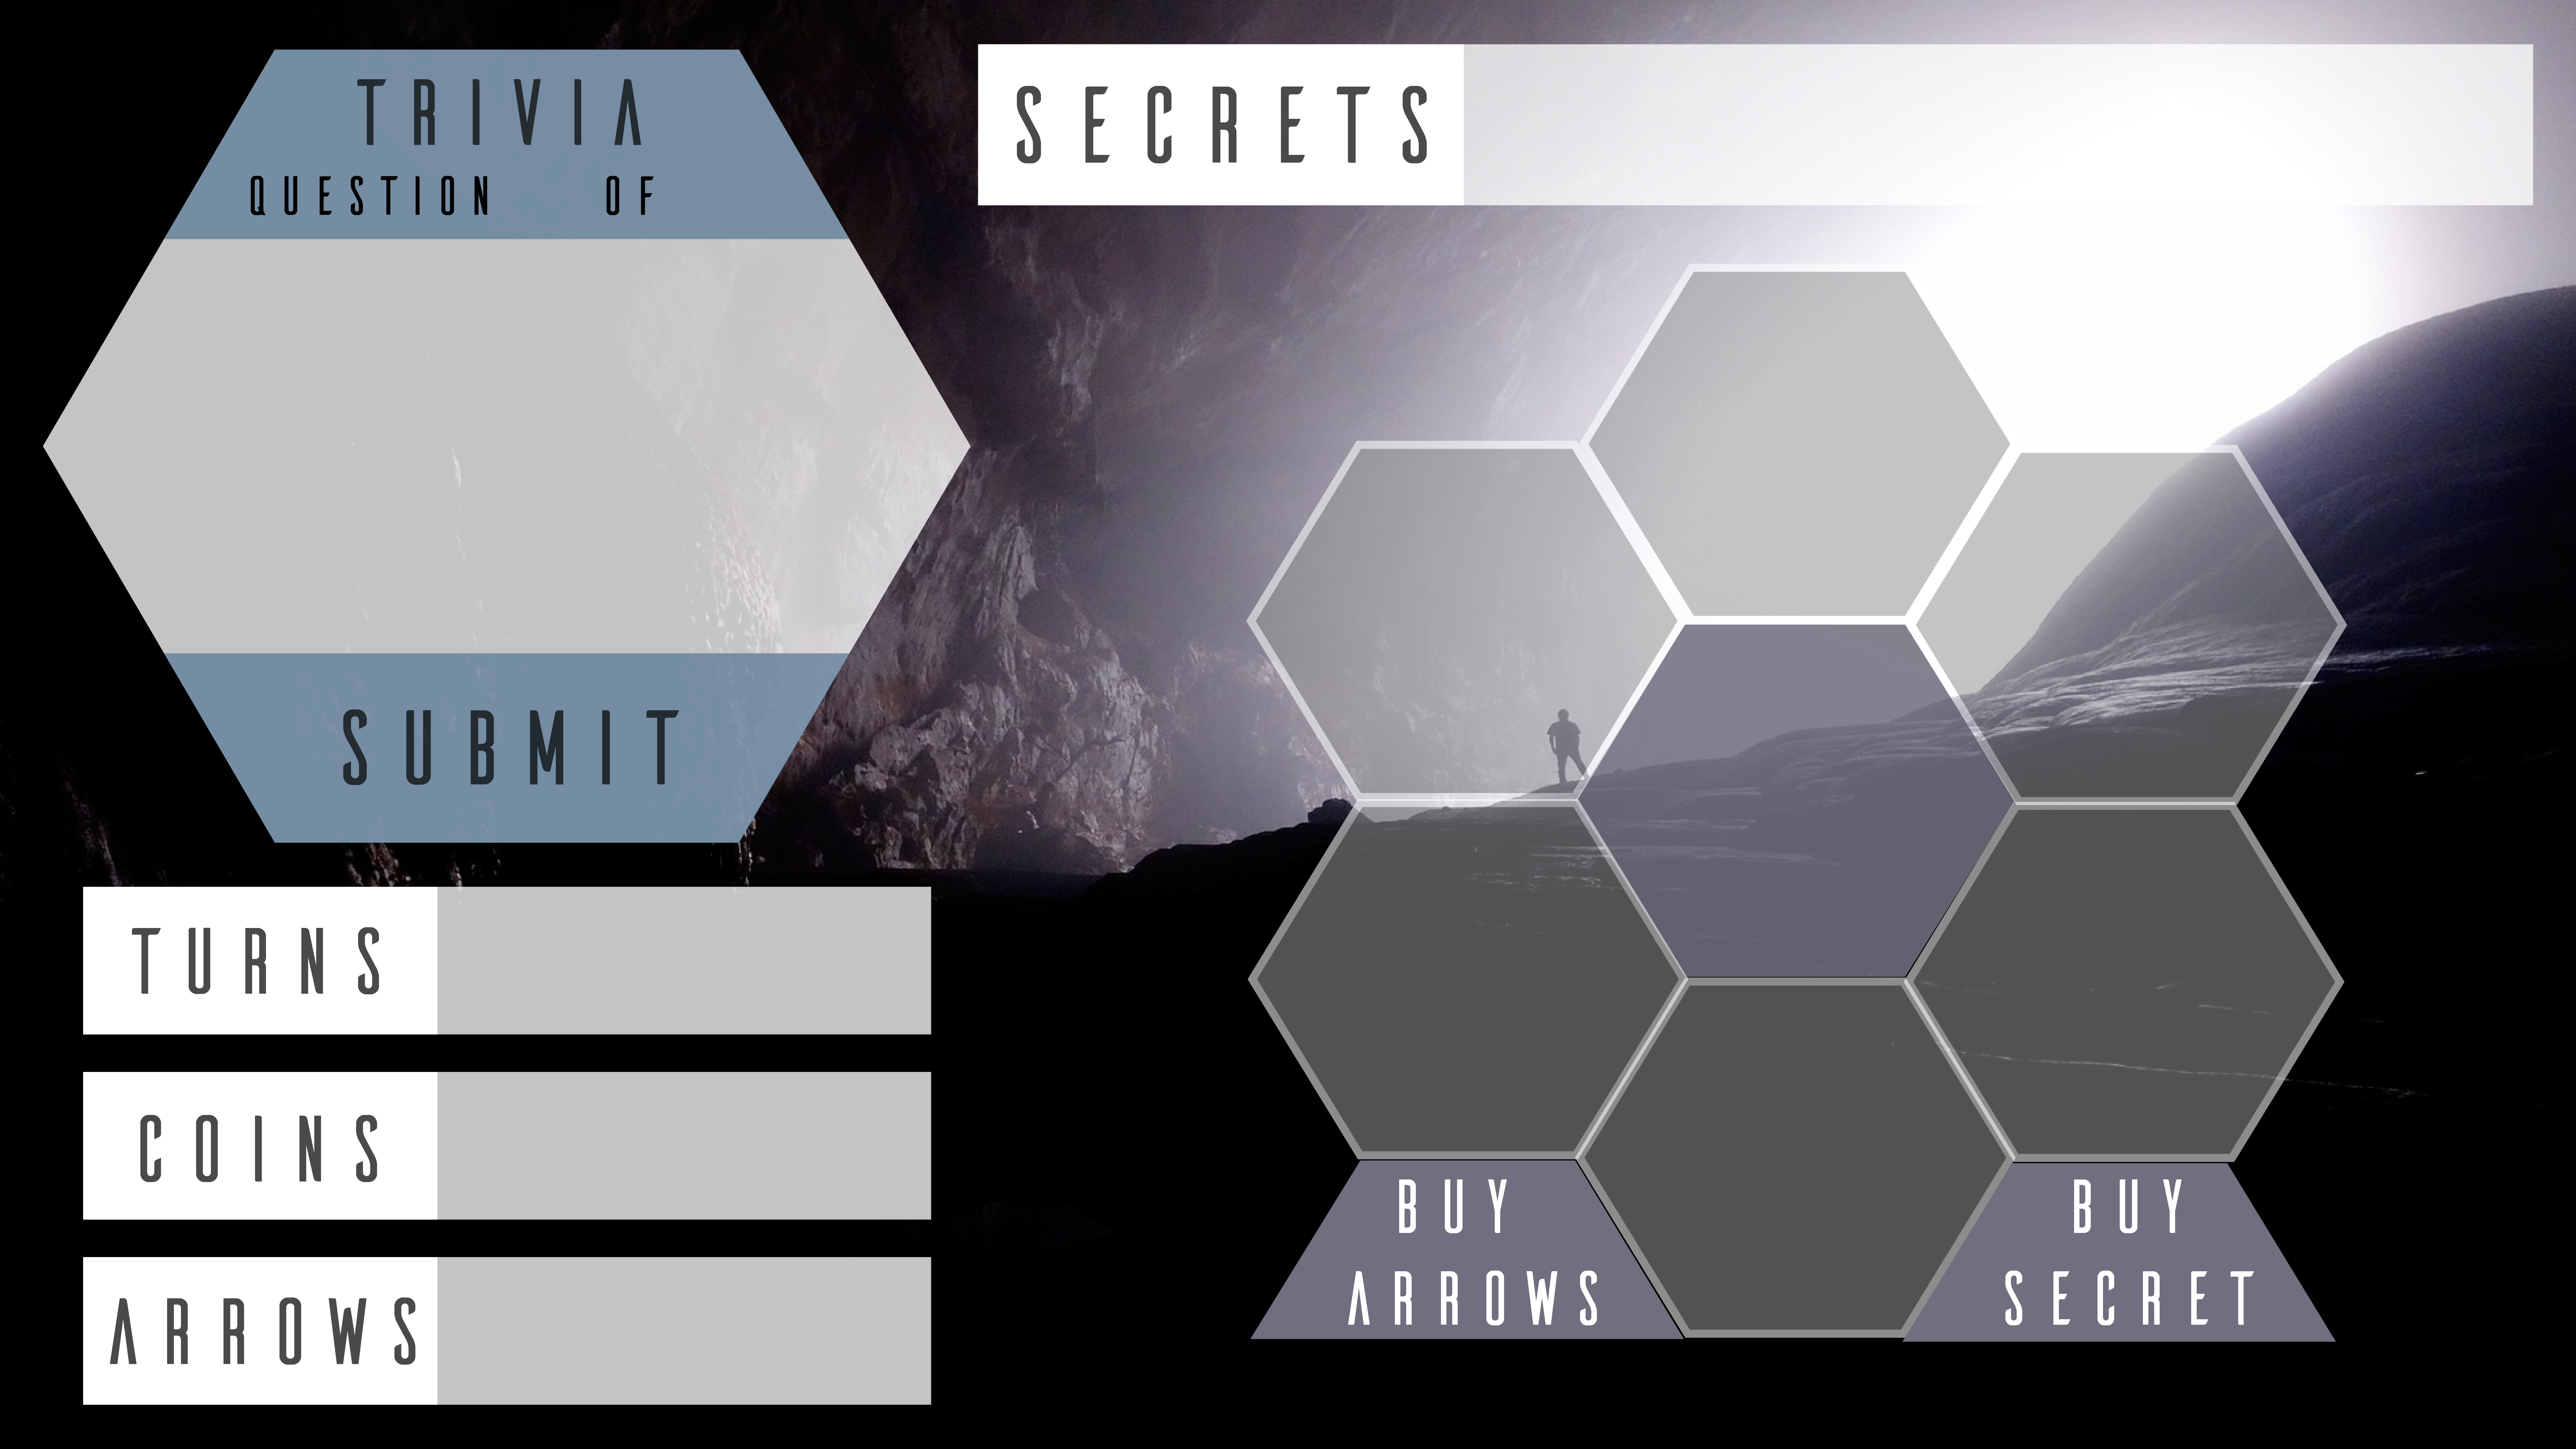 TRIVIA
QUESTION OF
SUBMIT
SECRETS
TURNS
COINS
ARROWS
BUY
ARROWS
BUY
SECRET